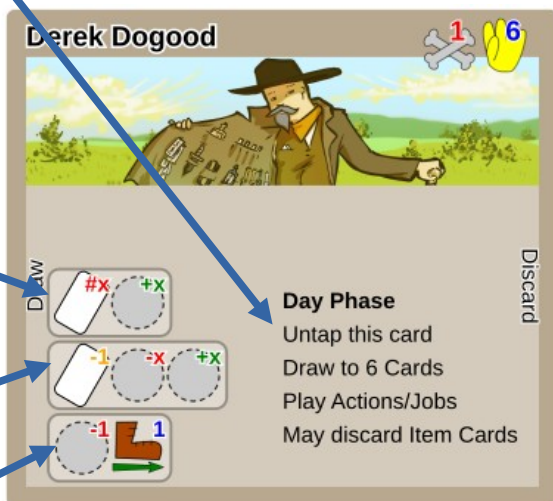 Derek Dogood
1
6
Draw
Discard
#x +x
-1 -x +x
-1 1
Day Phase
Untap this card
Draw to 6 Cards
Play Actions/Jobs
May discard Item Cards